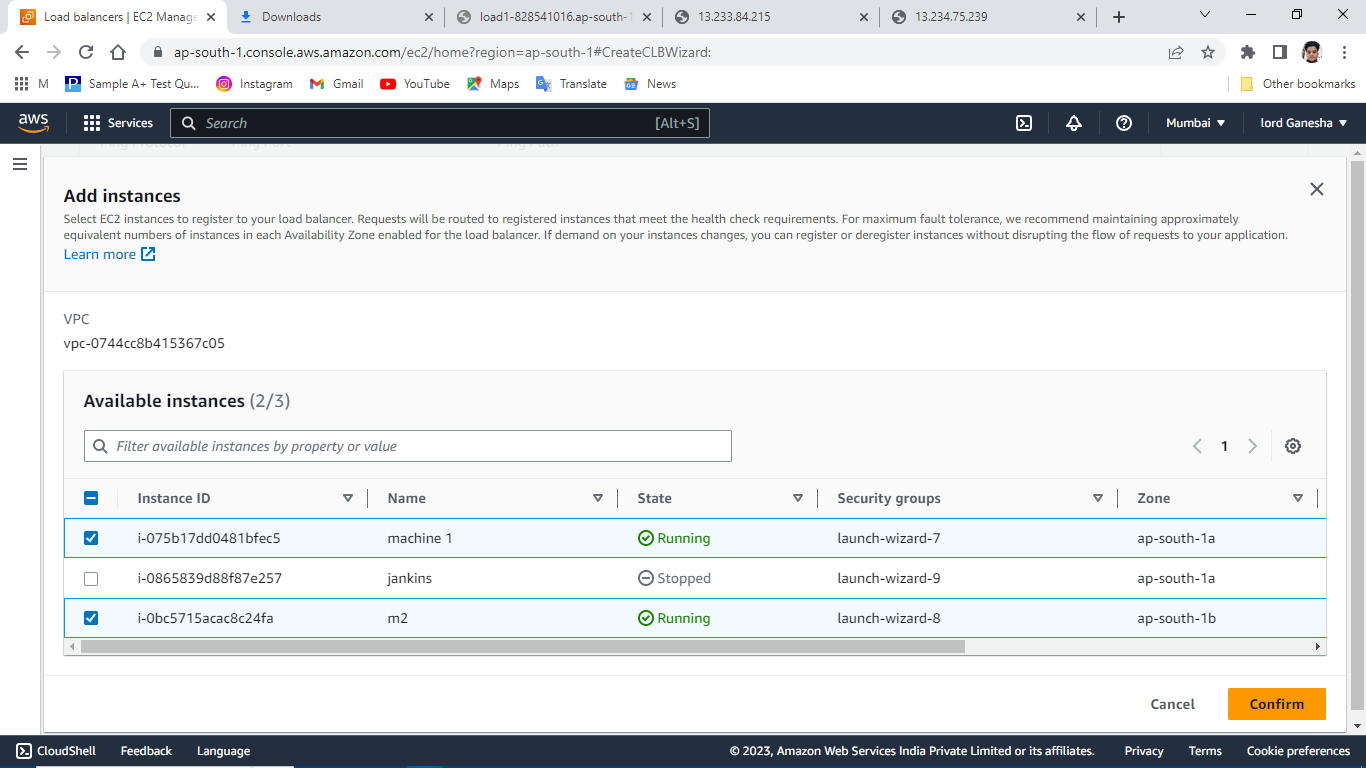 Load balancers | EC2 Manage
Downloads
load1-828541016.ap-south-1
13.233.84.215
13.234.75.239
ap-south-1.console.aws.amazon.com/ec2/home?region=ap-south-1#CreateCLBWizard:
M
Sample A+ Test Qu...
Instagram
Gmail
YouTube
Maps
Translate
News
Other bookmarks
aws
Services
Search
[Alt+S]
Mumbai
lord Ganesha
Ping Protocol
Ping Port
Ping Path
Add instances
Select EC2 instances to register to your load balancer. Requests will be routed to registered instances that meet the health check requirements. For maximum fault tolerance, we recommend maintaining approximately
equivalent numbers of instances in each Availability Zone enabled for the load balancer. If demand on your instances changes, you can register or deregister instances without disrupting the flow of requests to your application.
Learn more
VPC
vpc-0744cc8b415367c05
Available instances (2/3)
Filter available instances by property or value
1
Instance ID Name State Security groups Zone
i-075b17dd0481bfec5 machine 1 Running launch-wizard-7 ap-south-1a
i-0865839d88f87e257 jankins Stopped launch-wizard-9 ap-south-1a
i-0bc5715acac8c24fa m2 Running launch-wizard-8 ap-south-1b
Cancel
Confirm
CloudShell
Feedback
Language
© 2023, Amazon Web Services India Private Limited or its affiliates.
Privacy
Terms
Cookie preferences